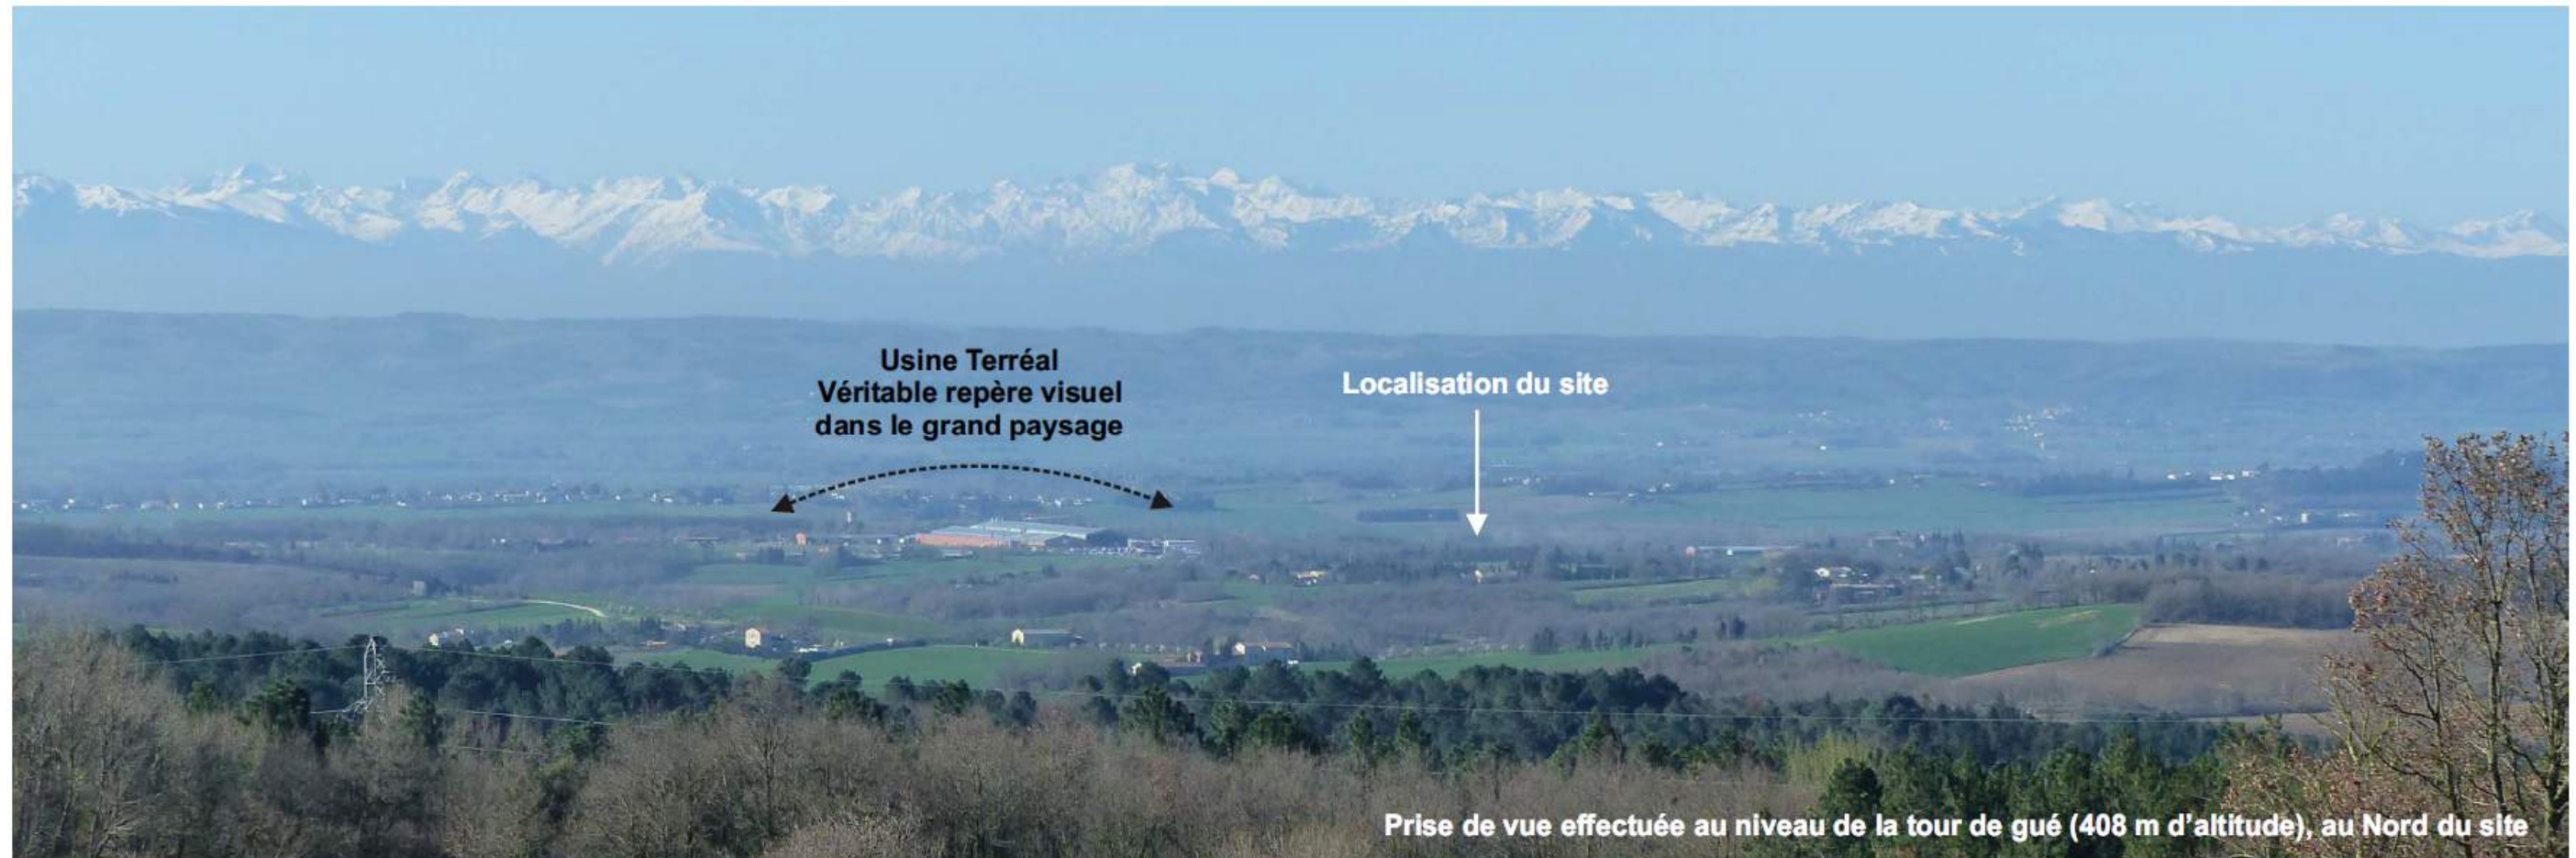 Usine Terréal
Véritable repère visuel
dans le grand paysage
Localisation du site
Prise de vue effectuée au niveau de la tour de gué (408 m d'altitude), au Nord du site